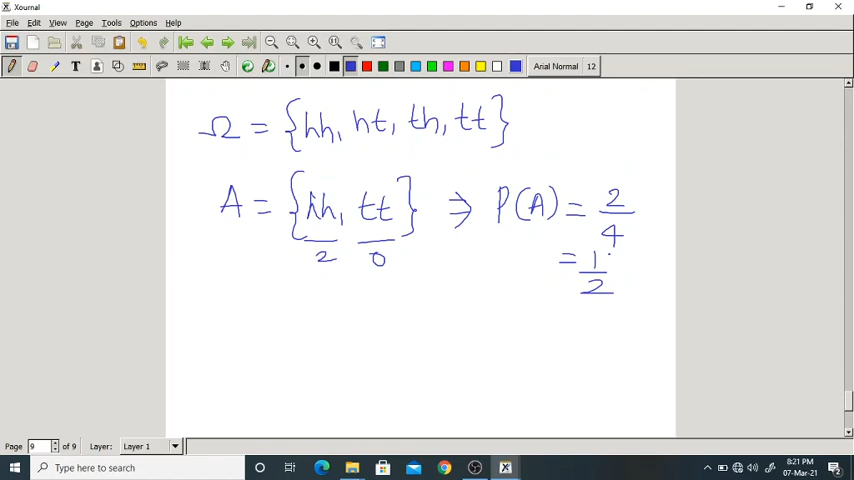 Xournal
File Edit View Page Tools Options Help
Arial Normal 12
Ω = {hh, ht, th, tt}
A = {hh, tt} ⇒ P(A) = 2/4
2 0
= 1/2
Page 9 of 9 Layer: Layer 1
Type here to search
8:21 PM
07-Mar-21
2